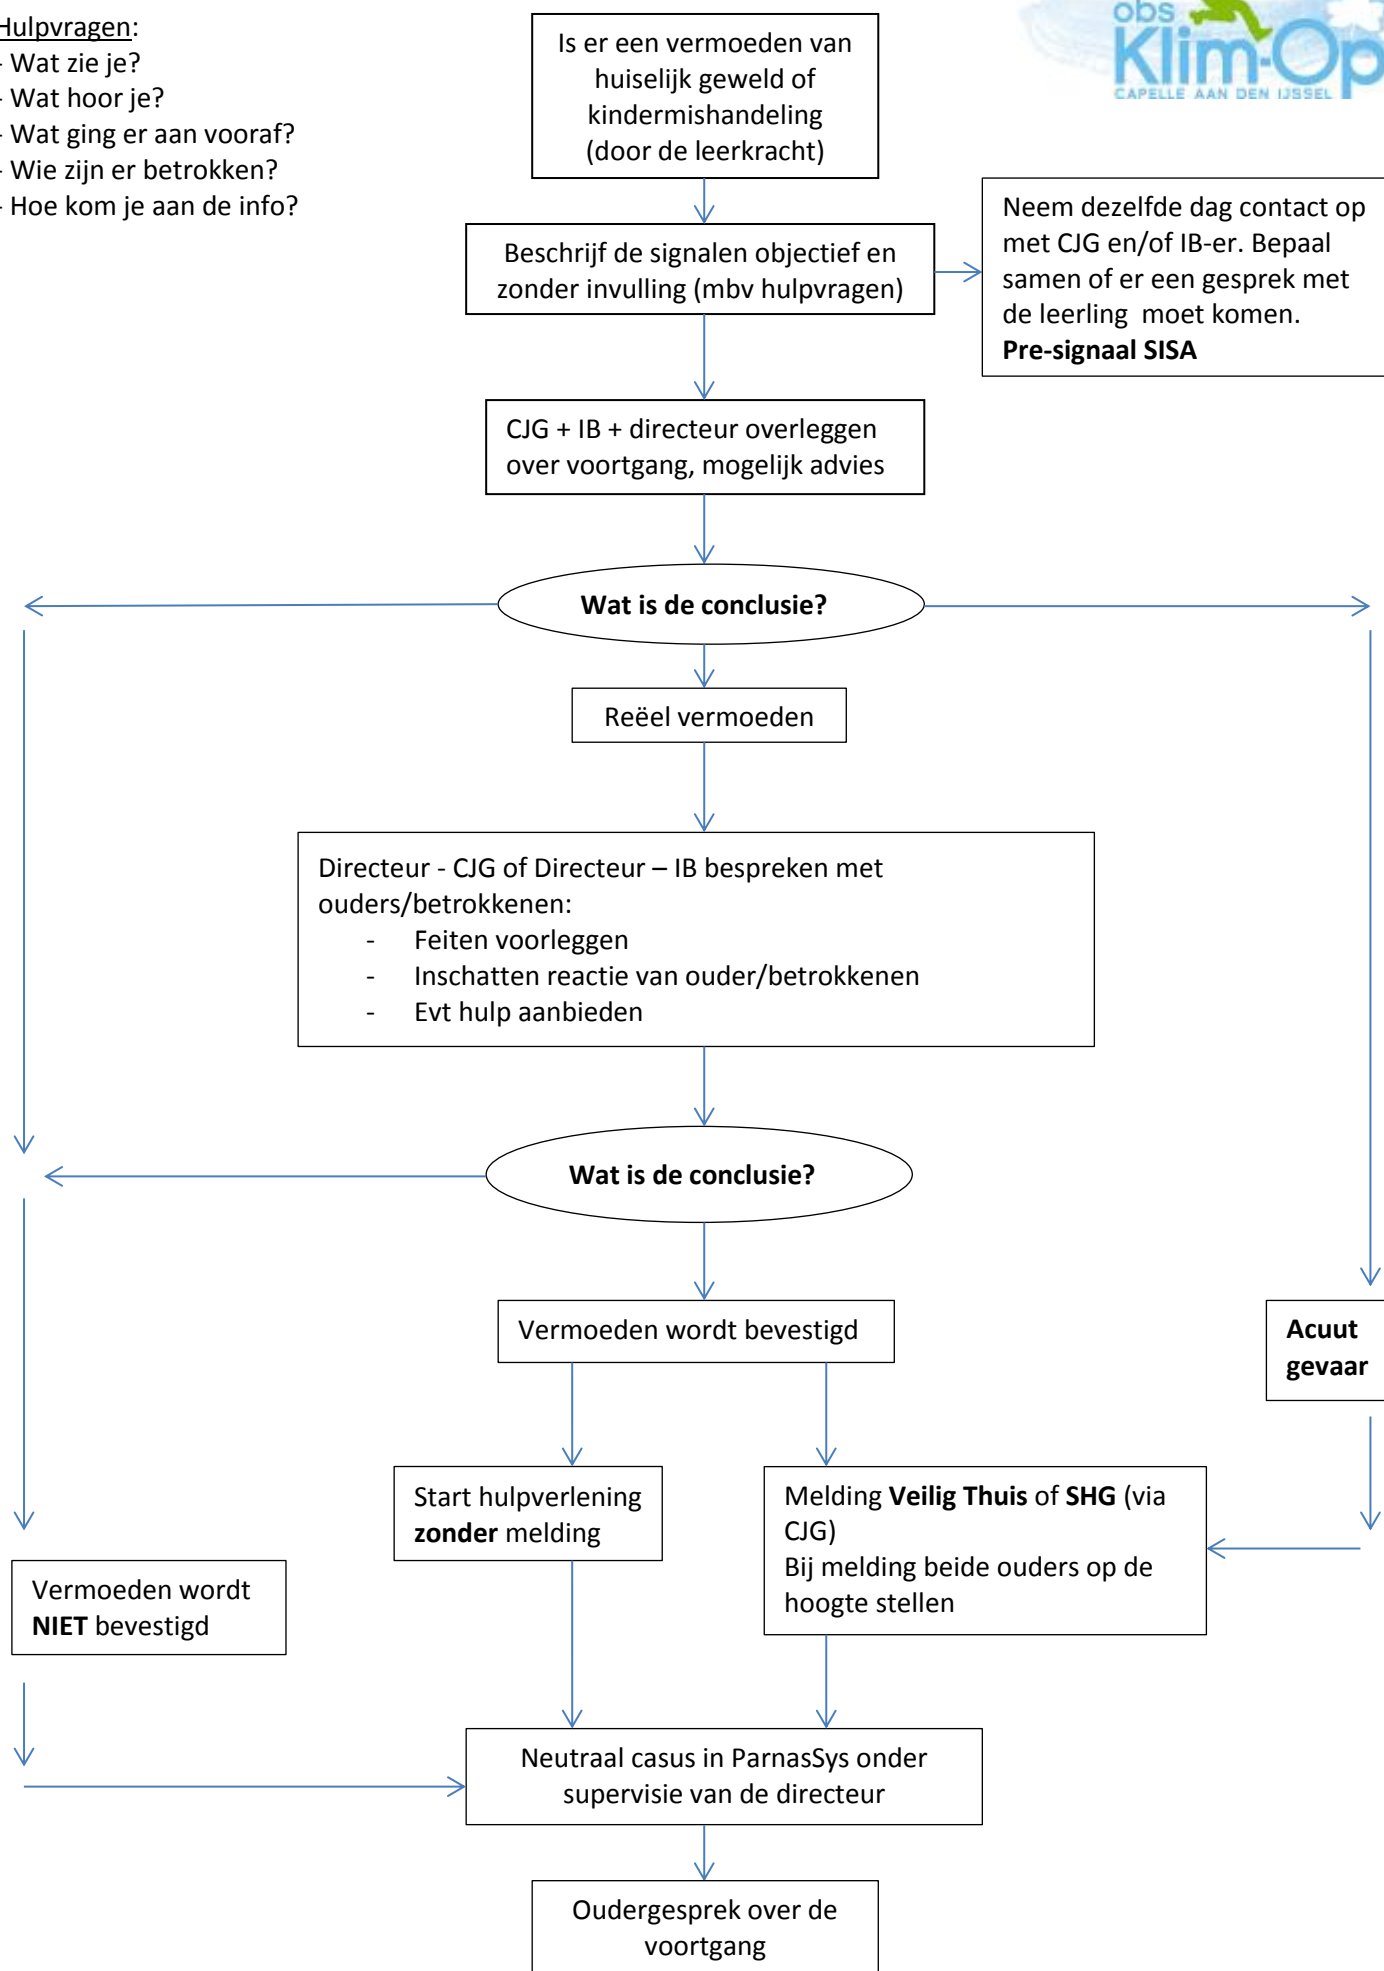 Hulpvragen:
- Wat zie je?
- Wat hoor je?
- Wat ging er aan vooraf?
- Wie zijn er betrokken?
- Hoe kom je aan de info?
obs
Klim-Op
CAPELLE AAN DEN IJSSEL
Is er een vermoeden van
huiselijk geweld of
kindermishandeling
(door de leerkracht)
Beschrijf de signalen objectief en
zonder invulling (mbv hulpvragen)
Neem dezelfde dag contact op
met CJG en/of IB-er. Bepaal
samen of er een gesprek met
de leerling moet komen.
Pre-signaal SISA
CJG + IB + directeur overleggen
over voortgang, mogelijk advies
Wat is de conclusie?
Reëel vermoeden
Directeur - CJG of Directeur – IB bespreken met
ouders/betrokkenen:
- Feiten voorleggen
- Inschatten reactie van ouder/betrokkenen
- Evt hulp aanbieden
Wat is de conclusie?
Vermoeden wordt bevestigd
Acuut
gevaar
Start hulpverlening
zonder melding
Melding Veilig Thuis of SHG (via
CJG)
Bij melding beide ouders op de
hoogte stellen
Vermoeden wordt
NIET bevestigd
Neutraal casus in ParnasSys onder
supervisie van de directeur
Oudergesprek over de
voortgang